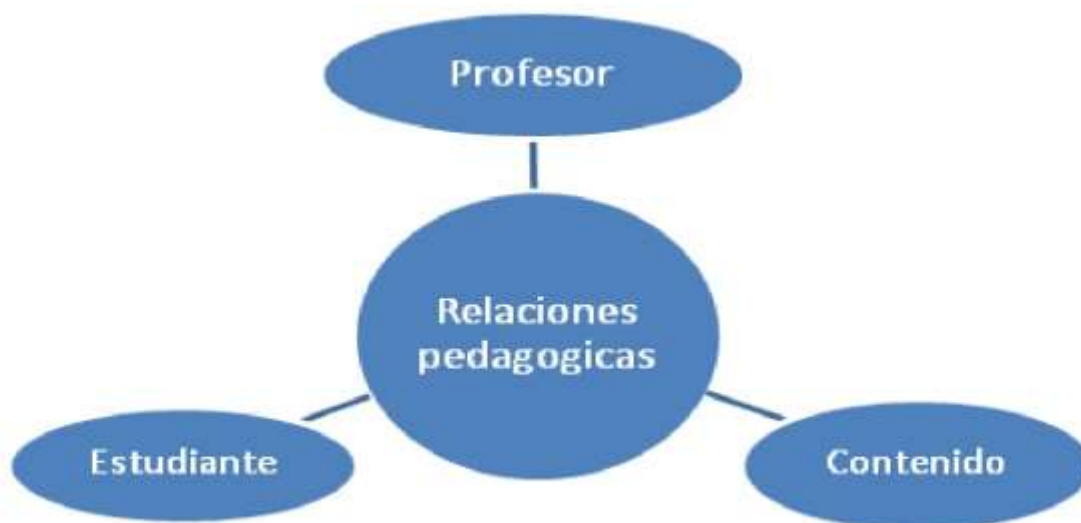 Profesor
Relaciones
pedagogicas
Estudiante
Contenido